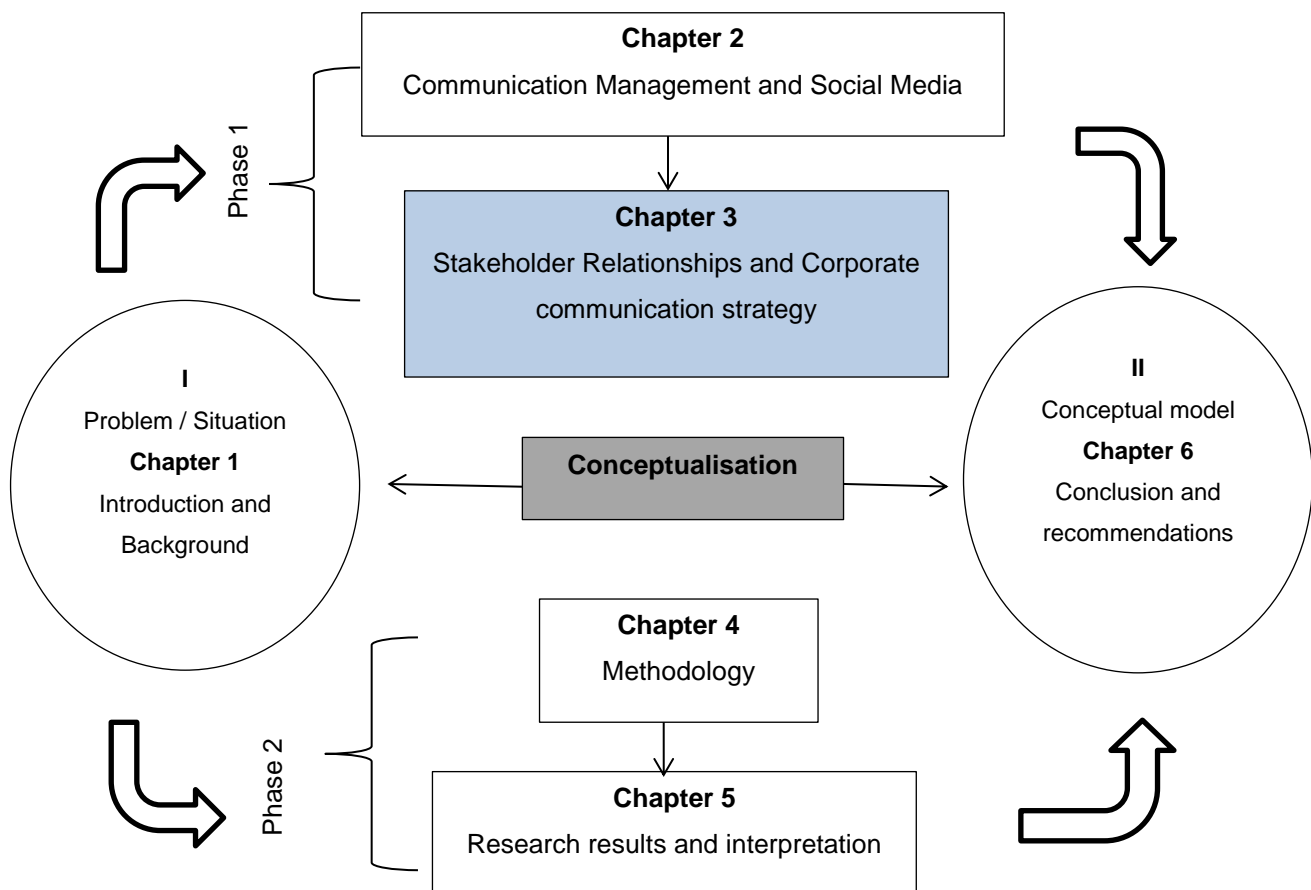 Chapter 2
Communication Management and Social Media
Phase 1
Chapter 3
Stakeholder Relationships and Corporate
communication strategy
I
Problem / Situation
Chapter 1
Introduction and
Background
Conceptualisation
II
Conceptual model
Chapter 6
Conclusion and
recommendations
Phase 2
Chapter 4
Methodology
Chapter 5
Research results and interpretation